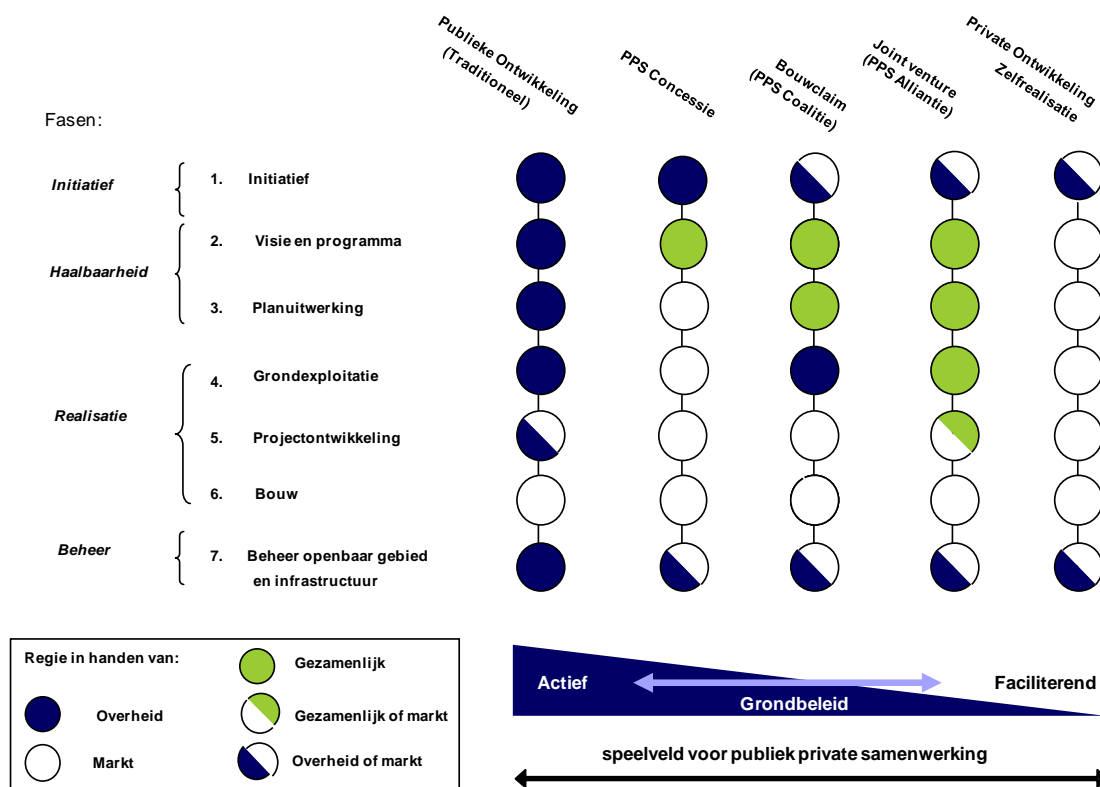 Publieke Ontwikkeling
(Traditioneel)
PPS Concessie
Bouwclaim
(PPS Coalitie)
Joint venture
(PPS Alliantie)
Private Ontwikkeling
Zelfrealisatie
Fasen:
Initiatief
1. Initiatief
Haalbaarheid
2. Visie en programma
3. Planuitwerking
Realisatie
4. Grondexploitatie
5. Projectontwikkeling
6. Bouw
Beheer
7. Beheer openbaar gebied
en infrastructuur
Regie in handen van:
Overheid
Markt
Gezamenlijk
Gezamenlijk of markt
Overheid of markt
Actief
Faciliterend
Grondbeleid
speelveld voor publiek private samenwerking